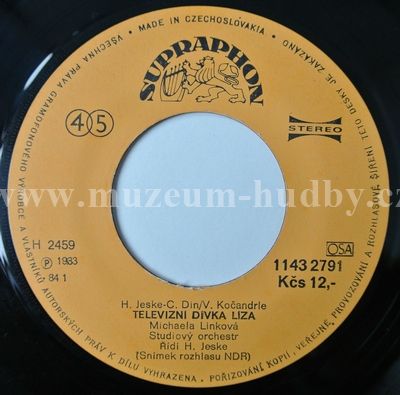 VŠECHNA PRÁVA GRAMOFONOVÉHO VÝROBCE A VLASTNÍKŮ AUTORSKÝCH PRÁV K DÍLU VYHRAZENA. POŘIZOVÁNÍ KOPIÍ, VEŘEJNÉ PROVOZOVÁNÍ A ROZHLASOVÉ ŠÍŘENÍ TÉTO DESKY JE ZAKÁZÁNO • MADE IN CZECHOSLOVAKIA •
SUPRAPHON
45
STEREO
www.muzeum-hudby.cz
H 2459
Ⓟ 1983
84 1
OSA
1143 2791
Kčs 12,-
H. Jeske-C. Din/V. Kočandrle
TELEVIZNÍ DÍVKA LÍZA
Michaela Linková
Studiový orchestr
Řídí H. Jeske
(Snímek rozhlasu NDR)